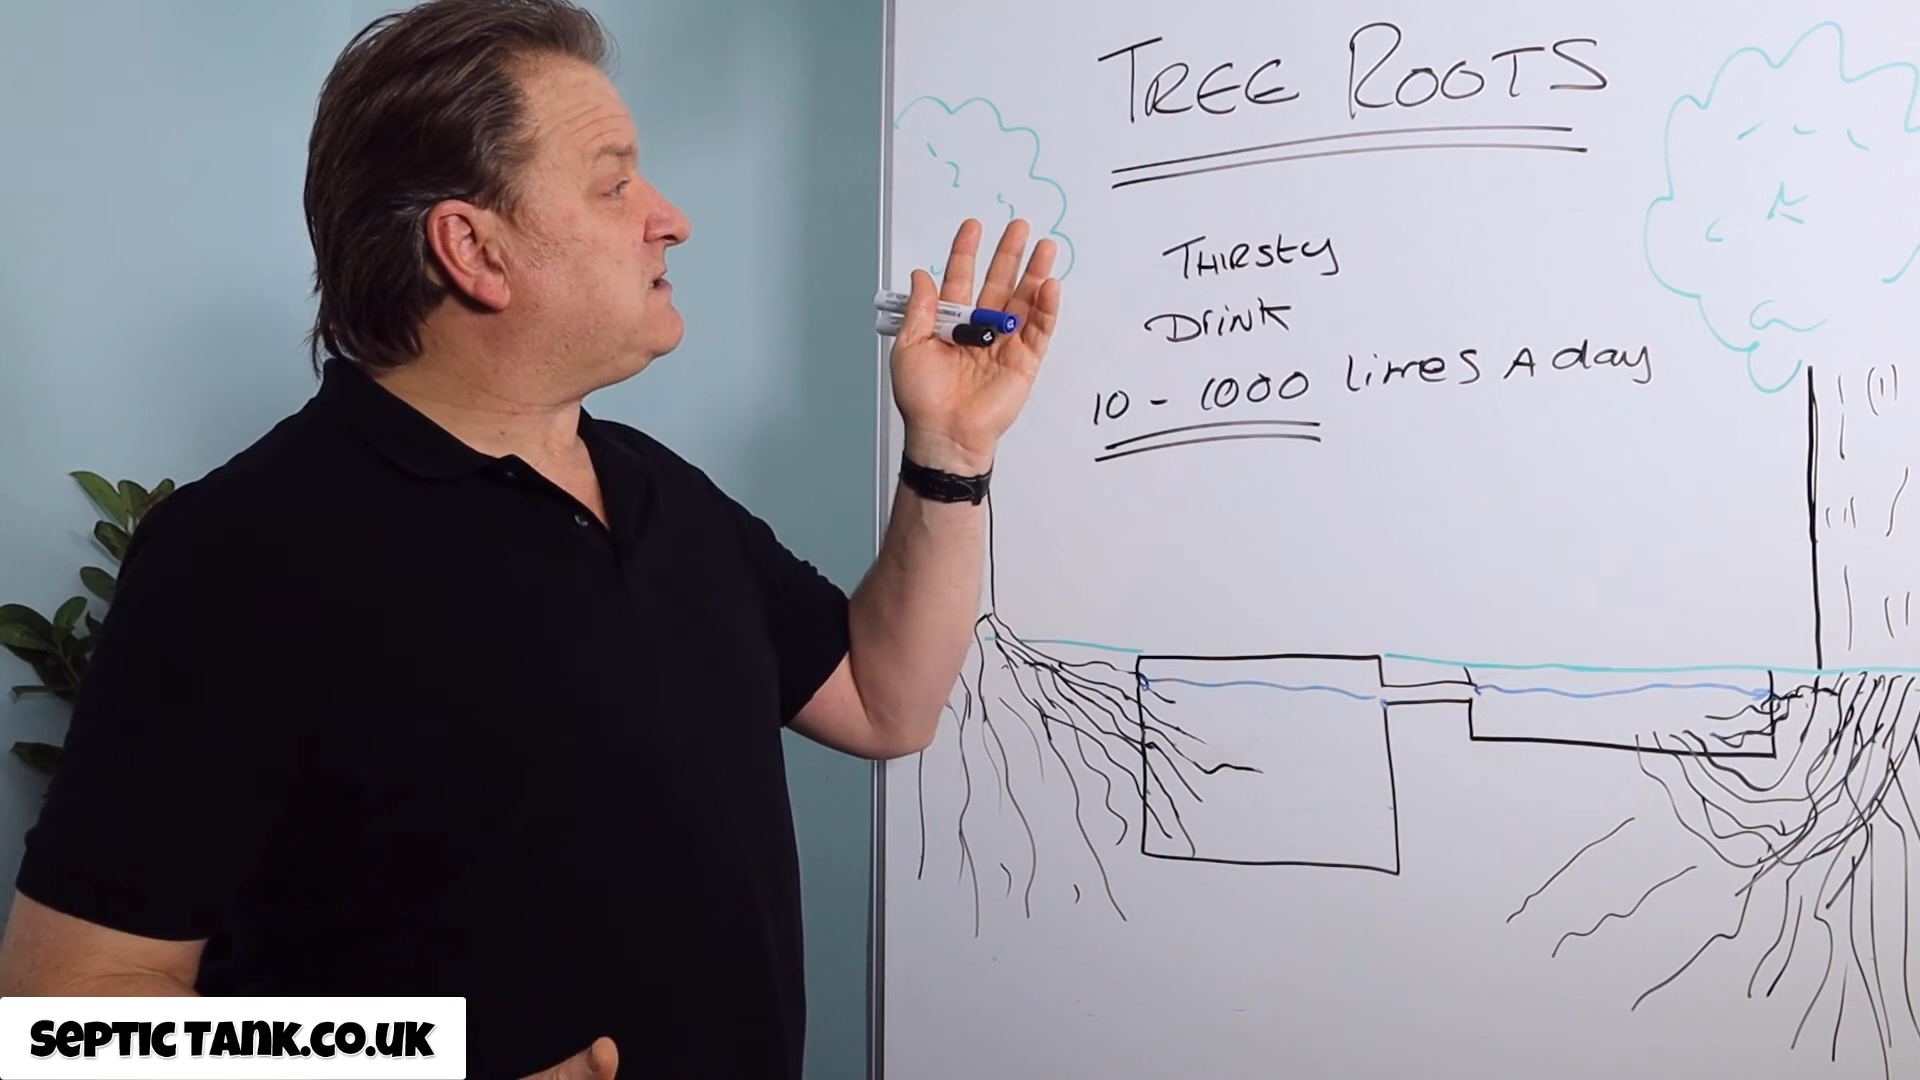 TREE ROOTS
THIRSTY
Drink
10 - 1000 litres A day
SEPTIC TANK.CO.UK